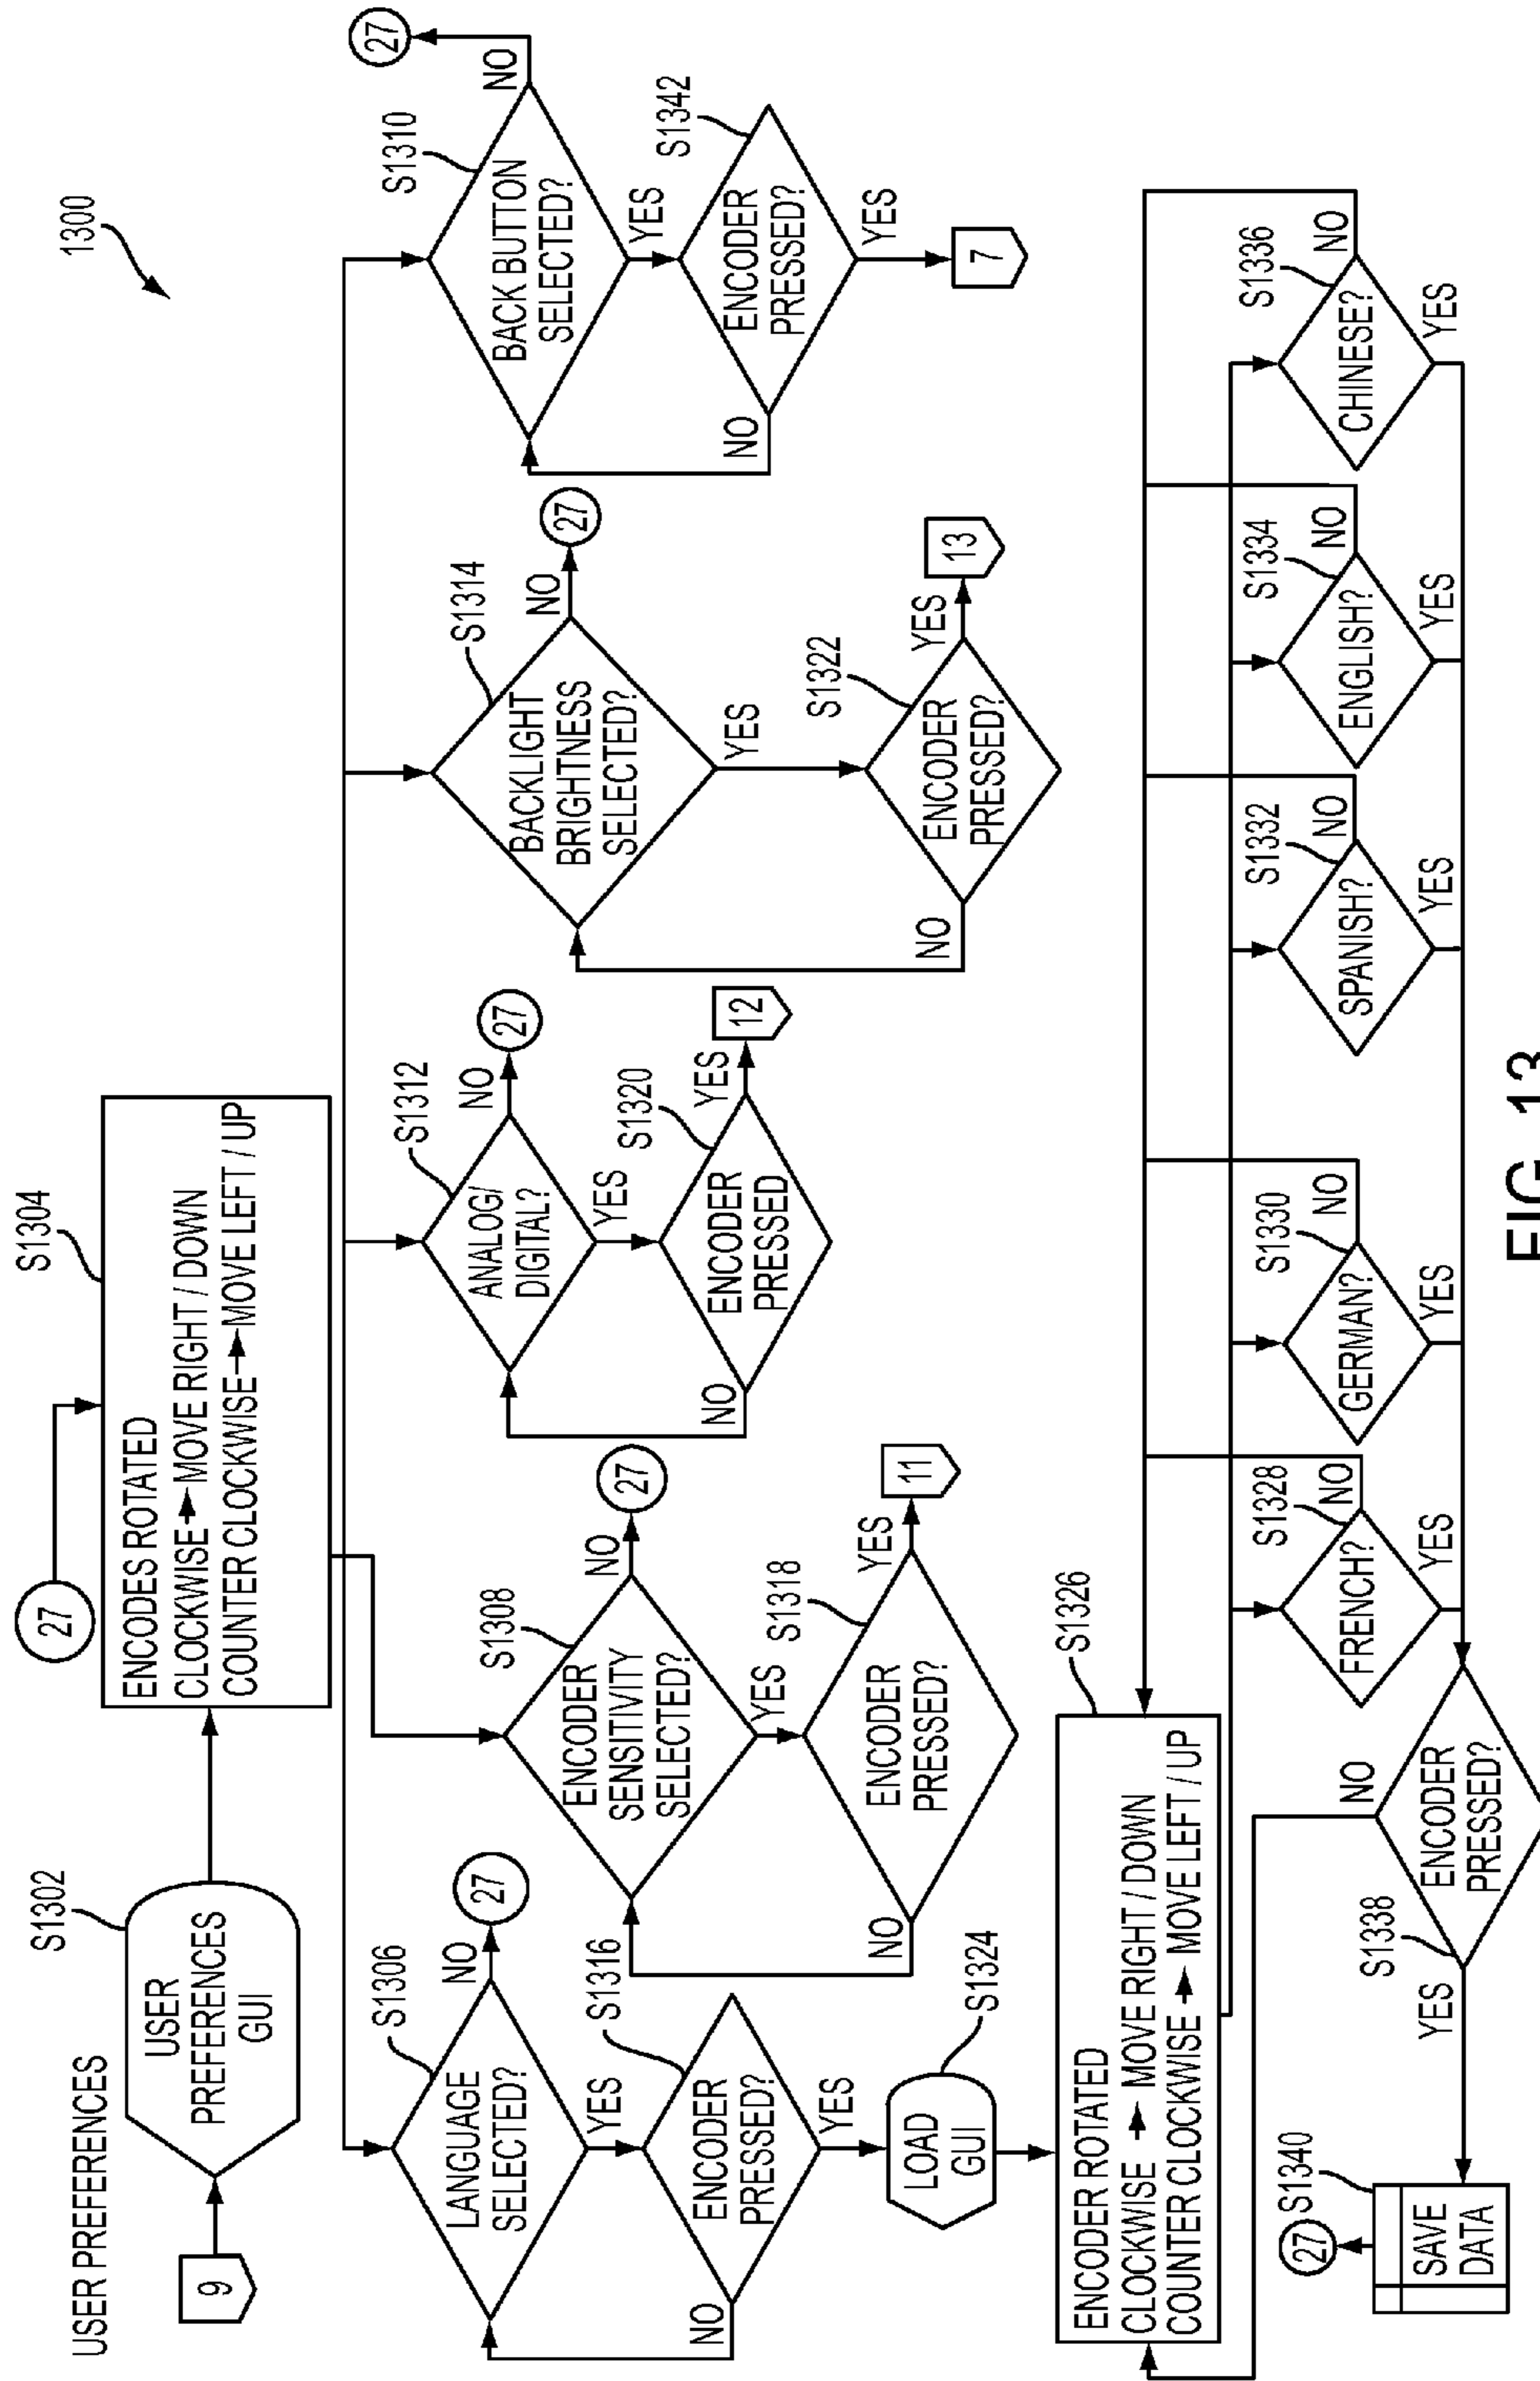 USER PREFERENCES
1300
9
USER
PREFERENCES
GUI
S1302
27
S1304
ENCODES ROTATED
CLOCKWISE → MOVE RIGHT / DOWN
COUNTER CLOCKWISE → MOVE LEFT / UP
LANGUAGE
SELECTED?
S1306
NO
27
YES
ENCODER
PRESSED?
S1316
NO
YES
LOAD
GUI
S1324
ENCODER
SENSITIVITY
SELECTED?
S1308
NO
27
YES
ENCODER
PRESSED?
S1318
NO
YES
11
ANALOG/
DIGITAL?
S1312
NO
27
YES
ENCODER
PRESSED
S1320
NO
YES
12
BACKLIGHT
BRIGHTNESS
SELECTED?
S1314
NO
27
YES
ENCODER
PRESSED?
S1322
NO
YES
13
BACK BUTTON
SELECTED?
S1310
NO
27
YES
ENCODER
PRESSED?
S1342
NO
YES
7
ENCODER ROTATED
CLOCKWISE → MOVE RIGHT / DOWN
COUNTER CLOCKWISE → MOVE LEFT / UP
S1326
FRENCH?
S1328
NO
YES
GERMAN?
S1330
NO
YES
SPANISH?
S1332
NO
YES
ENGLISH?
S1334
NO
YES
CHINESE?
S1336
NO
YES
ENCODER
PRESSED?
S1338
NO
YES
SAVE
DATA
S1340
27
FIG. 13